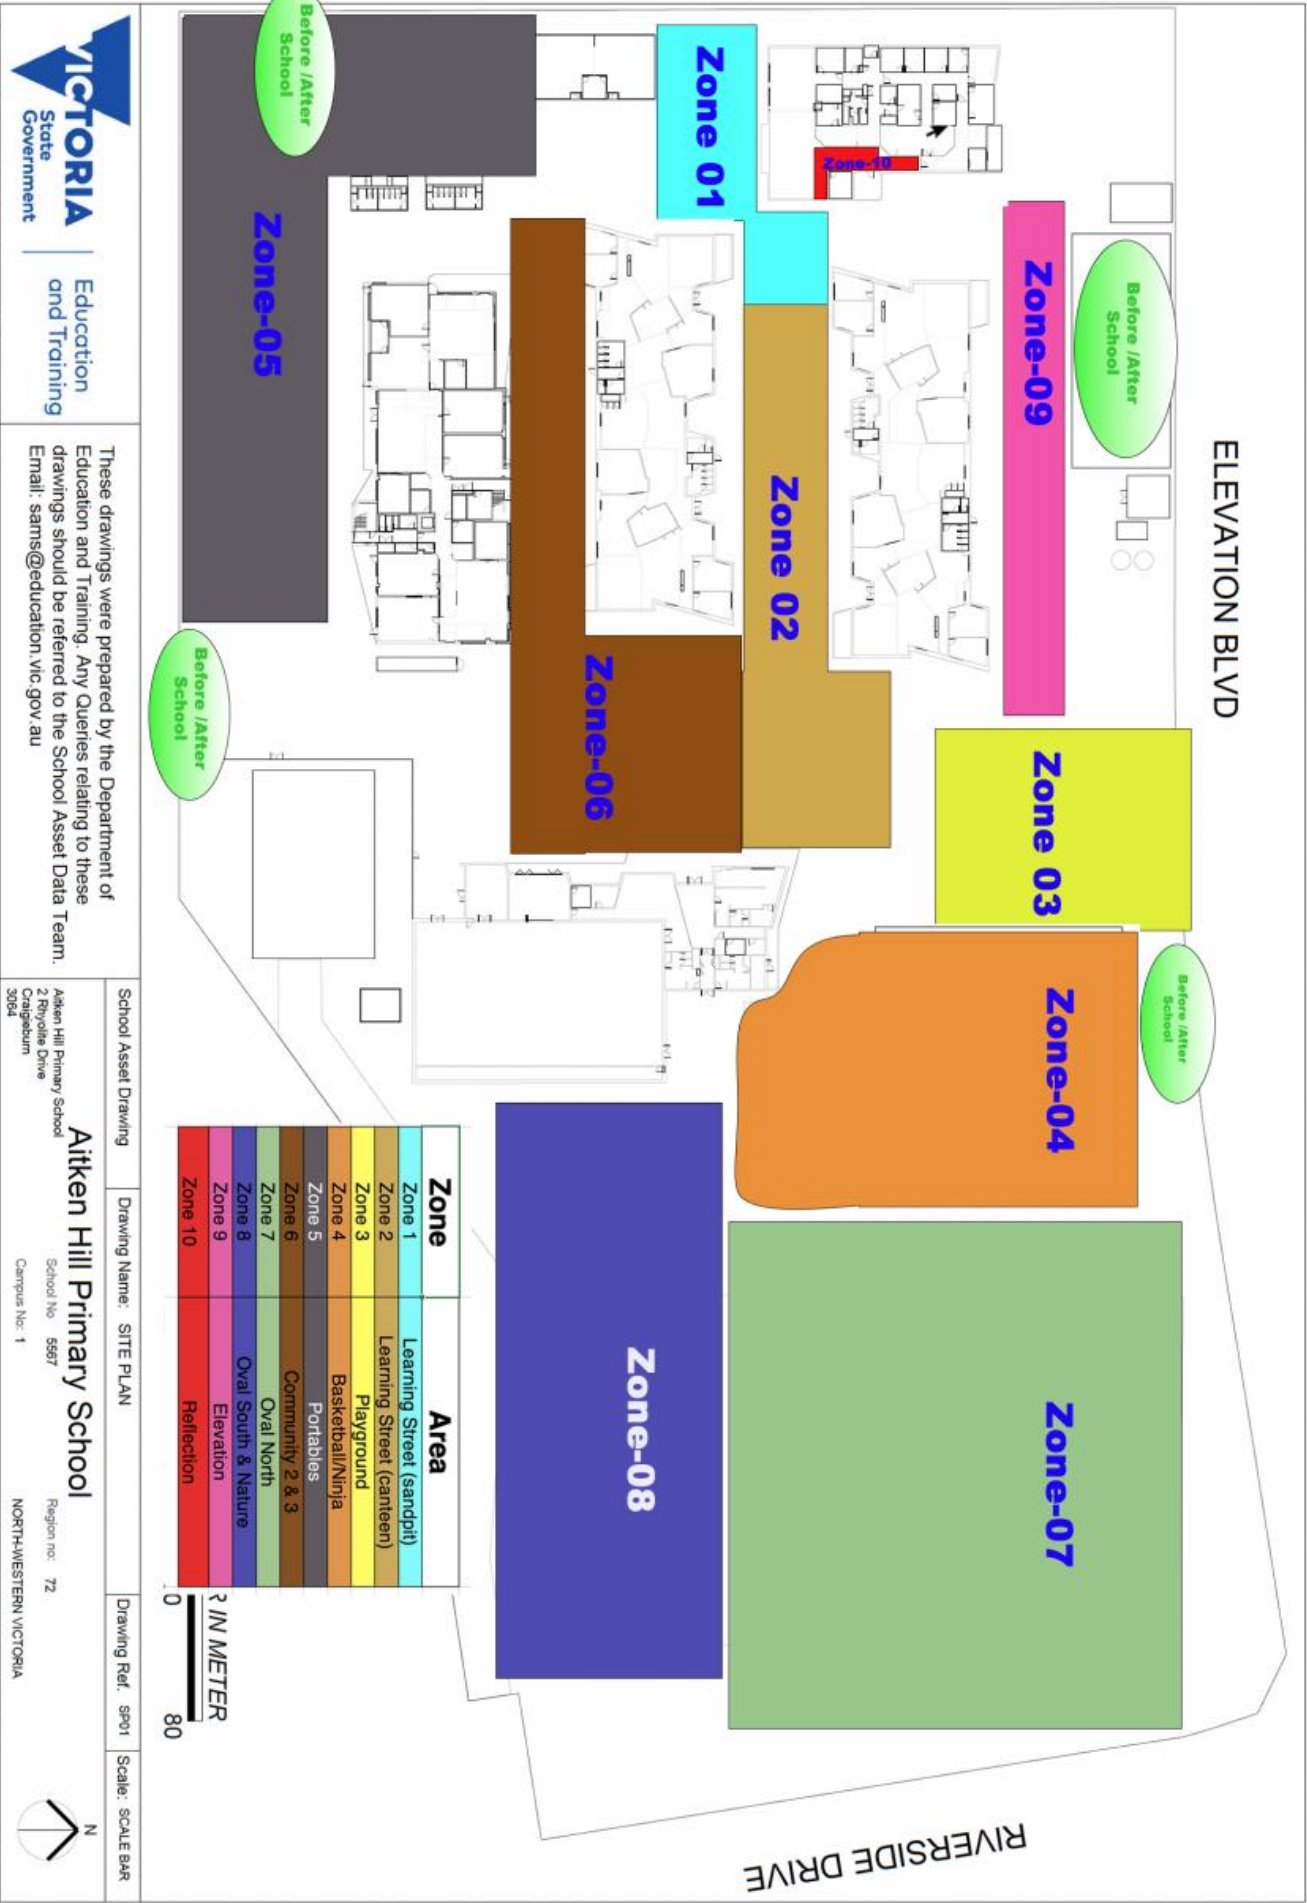 ELEVATION BLVD
RIVERSIDE DRIVE
Before /After
School
Before /After
School
Before /After
School
Before /After
School
Zone 01
Zone-10
Zone-09
Zone-05
Zone 02
Zone-06
Zone 03
Zone-04
Zone-07
Zone-08
Zone Area
Zone 1 Learning Street (sandpit)
Zone 2 Learning Street (canteen)
Zone 3 Playground
Zone 4 Basketball/Ninja
Zone 5 Portables
Zone 6 Community 2 & 3
Zone 7 Oval North
Zone 8 Oval South & Nature
Zone 9 Elevation
Zone 10 Reflection
R IN METER
0 80
VICTORIA
State
Government
Education
and Training
These drawings were prepared by the Department of
Education and Training. Any Queries relating to these
drawings should be referred to the School Asset Data Team.
Email: sams@education.vic.gov.au
School Asset Drawing
Drawing Name: SITE PLAN
Drawing Ref. SP01
Scale: SCALE BAR
Aitken Hill Primary School
Aitken Hill Primary School
2 Rhyolite Drive
Craigieburn
3064
School No 5567
Region no: 72
Campus No: 1
NORTH-WESTERN VICTORIA
N